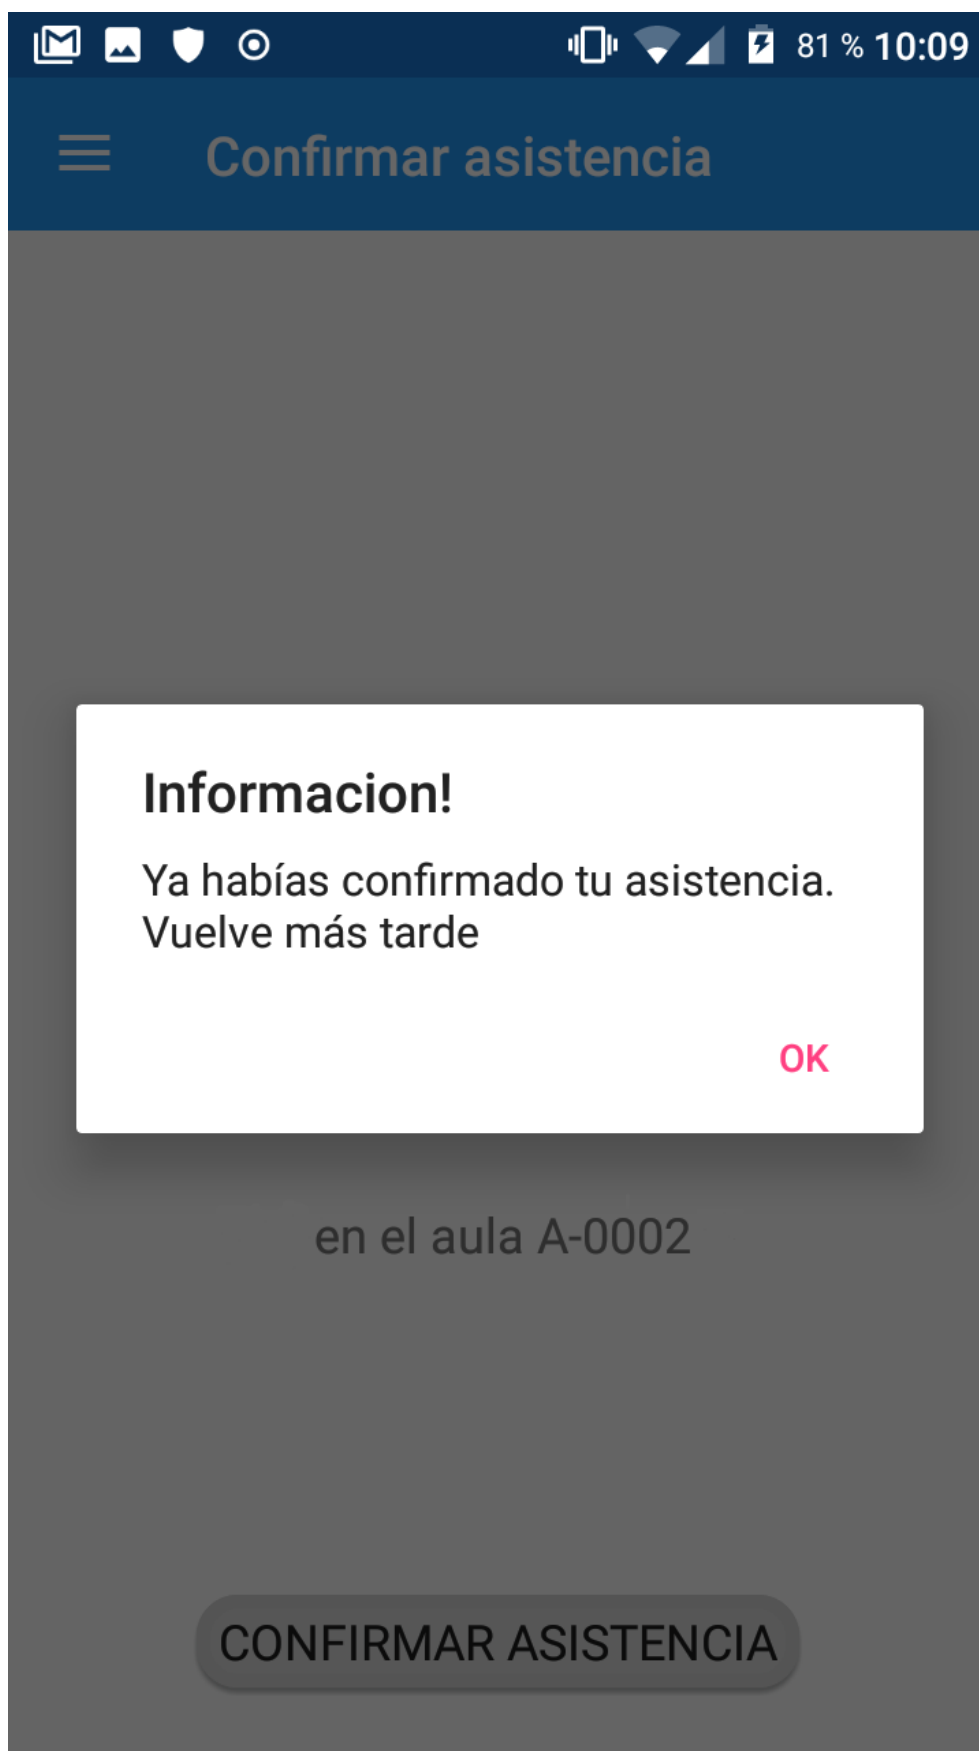 81 % 10:09
Confirmar asistencia
Informacion!
Ya habías confirmado tu asistencia.
Vuelve más tarde
OK
en el aula A-0002
CONFIRMAR ASISTENCIA